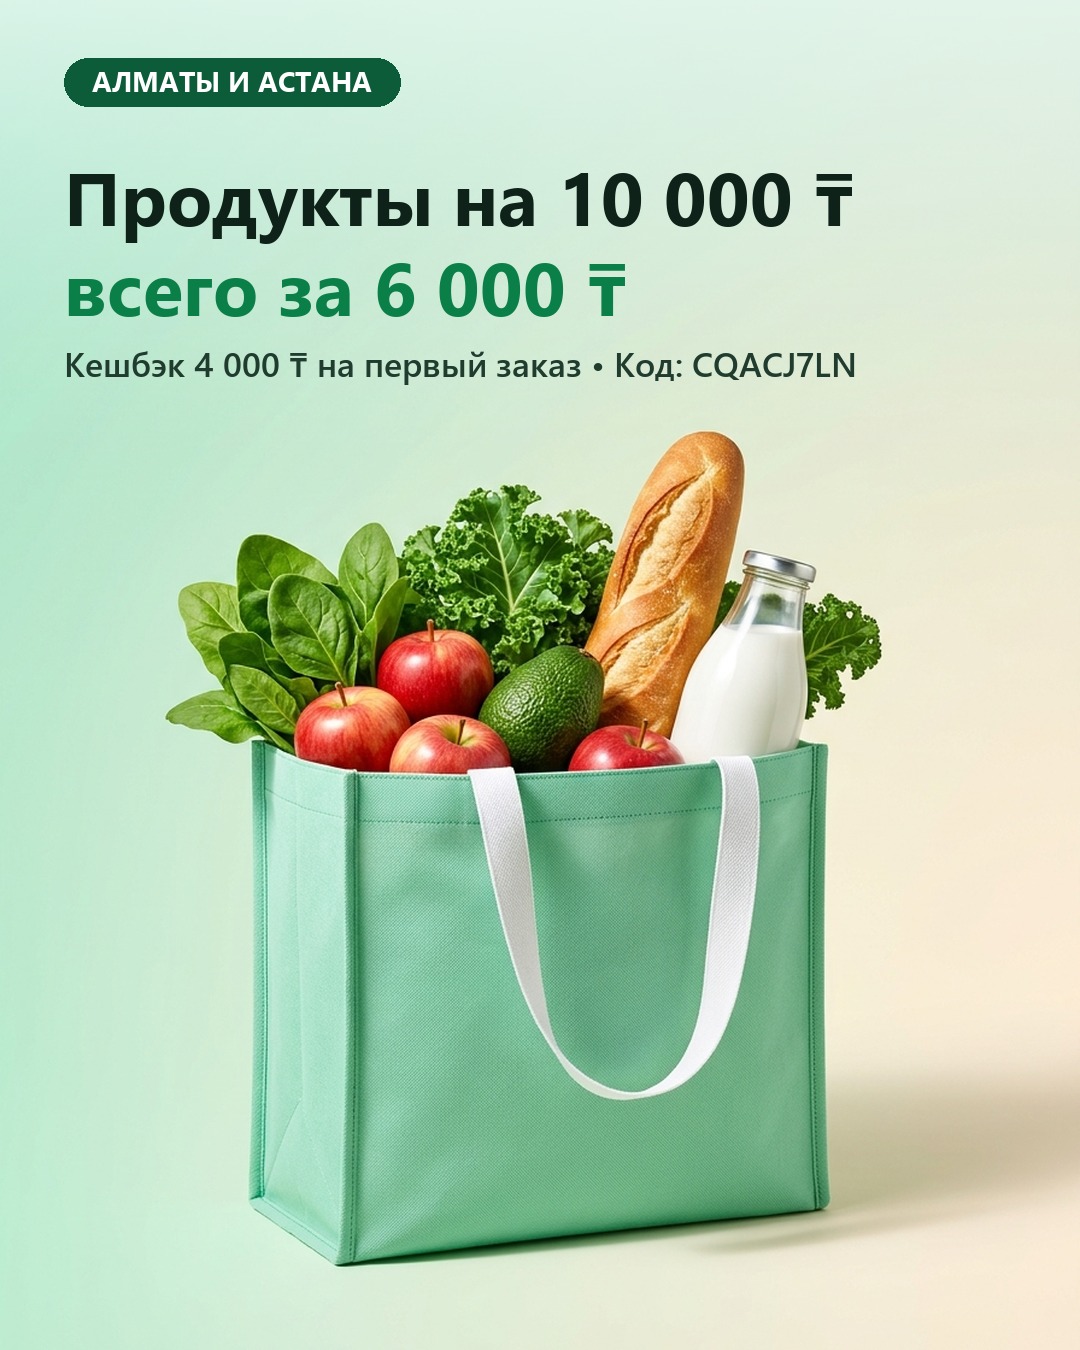 АЛМАТЫ И АСТАНА
Продукты на 10 000 ₸
всего за 6 000 ₸
Кешбэк 4 000 ₸ на первый заказ • Код: CQACJ7LN